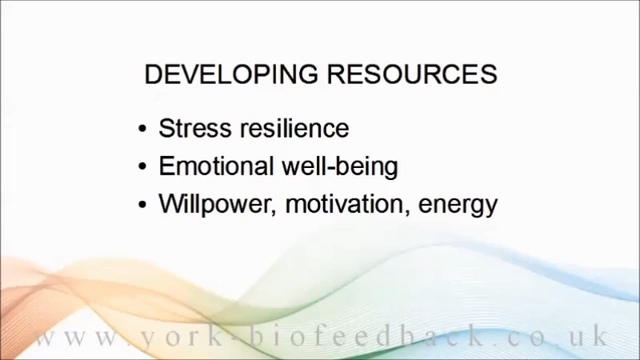 DEVELOPING RESOURCES
• Stress resilience
• Emotional well-being
• Willpower, motivation, energy
www.york-biofeedback.co.uk